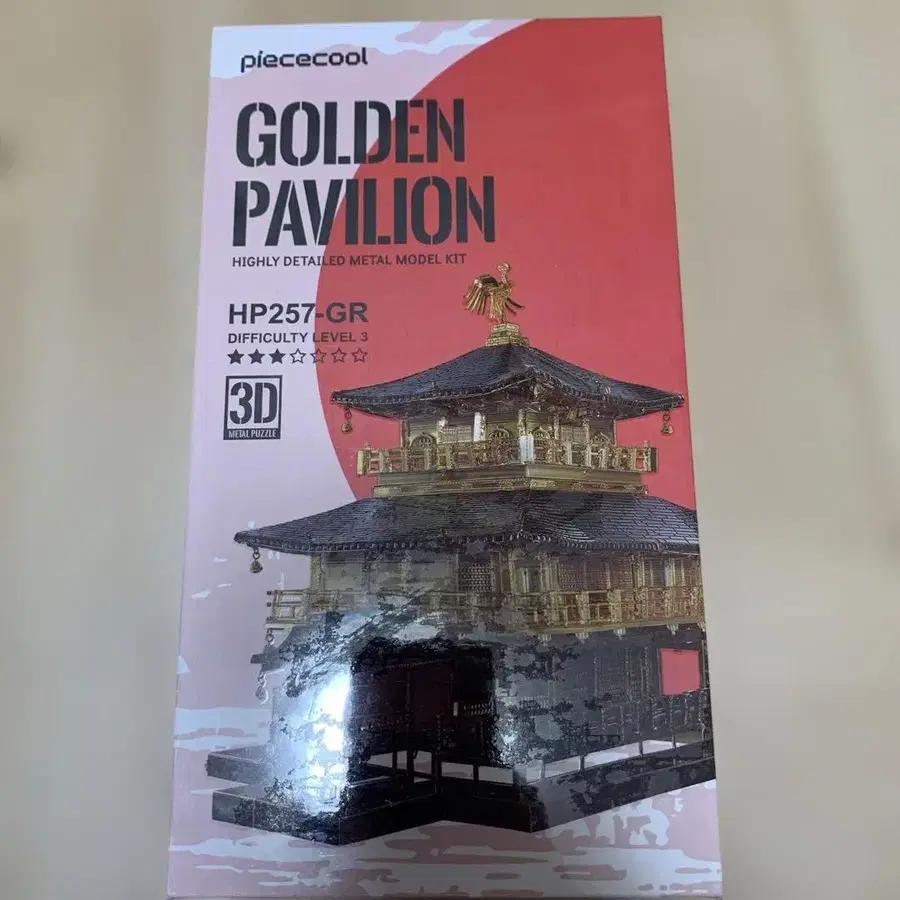 piececool
GOLDEN
PAVILION
HIGHLY DETAILED METAL MODEL KIT
HP257-GR
DIFFICULTY LEVEL 3
3D
METAL PUZZLE